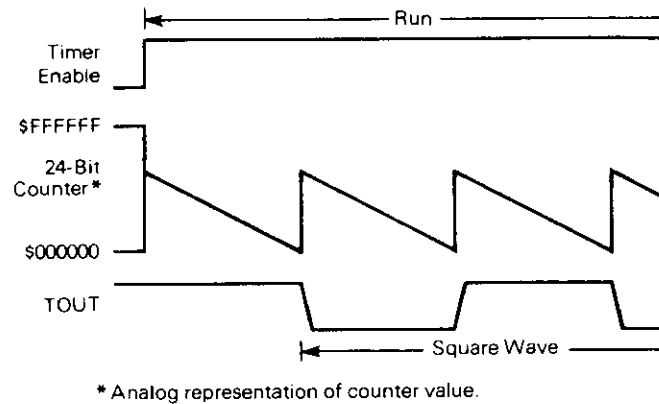 Run
Timer
Enable
$FFFFFF
24-Bit
Counter*
$000000
TOUT
Square Wave
* Analog representation of counter value.